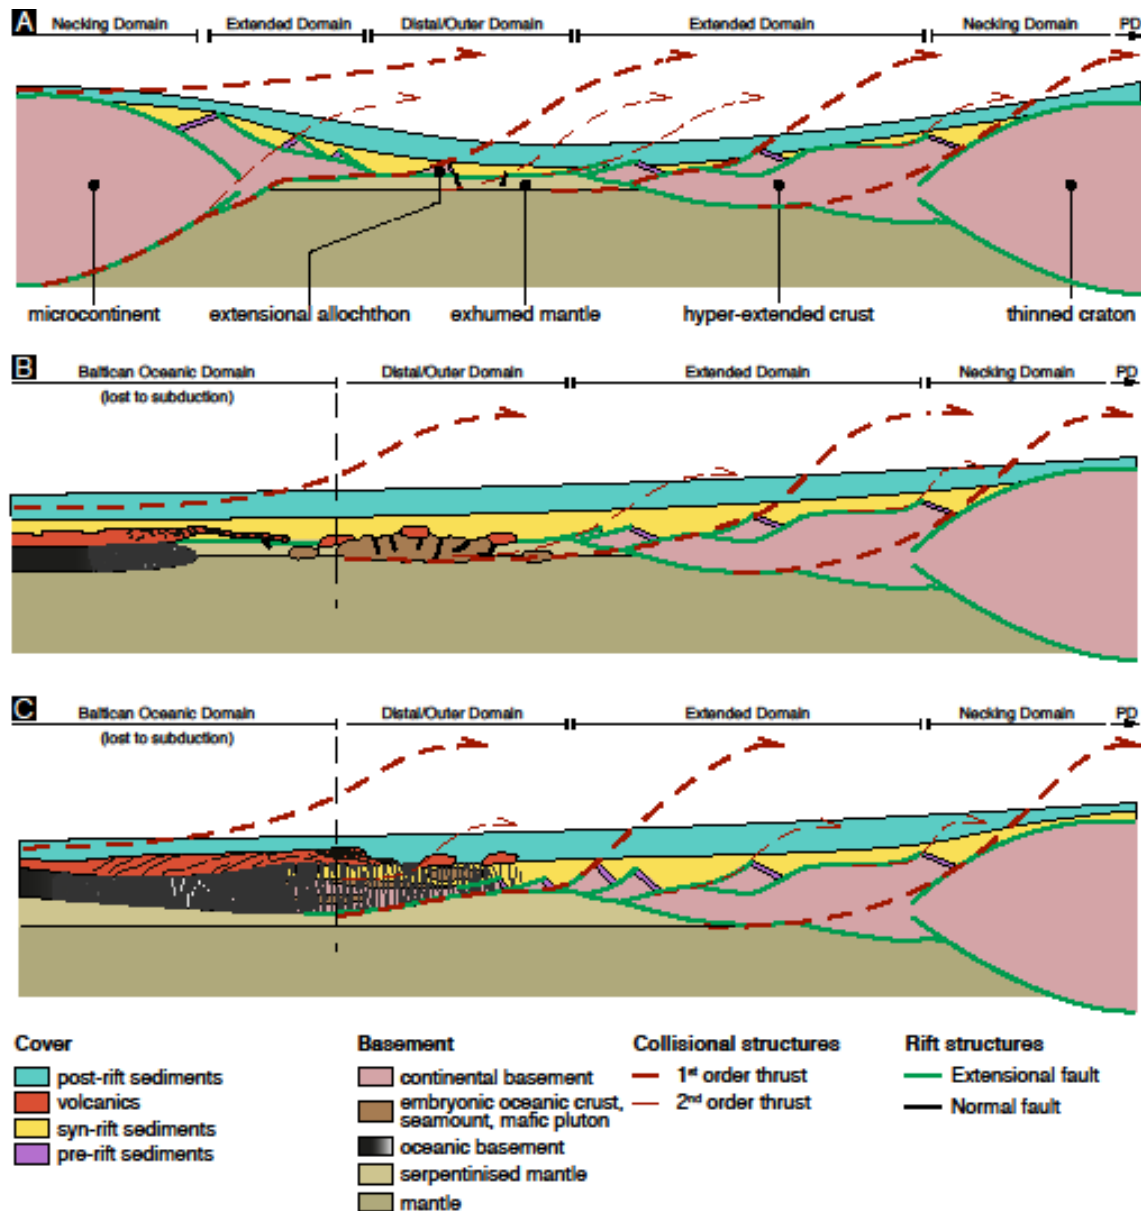 A
Necking Domain
Extended Domain
Distal/Outer Domain
Extended Domain
Necking Domain
PD
microcontinent
extensional allochthon
exhumed mantle
hyper-extended crust
thinned craton
B
Baltican Oceanic Domain
(lost to subduction)
Distal/Outer Domain
Extended Domain
Necking Domain
PD
C
Baltican Oceanic Domain
(lost to subduction)
Distal/Outer Domain
Extended Domain
Necking Domain
PD
Cover
post-rift sediments
volcanics
syn-rift sediments
pre-rift sediments
Basement
continental basement
embryonic oceanic crust,
seamount, mafic pluton
oceanic basement
serpentinised mantle
mantle
Collisional structures
1st order thrust
2nd order thrust
Rift structures
Extensional fault
Normal fault